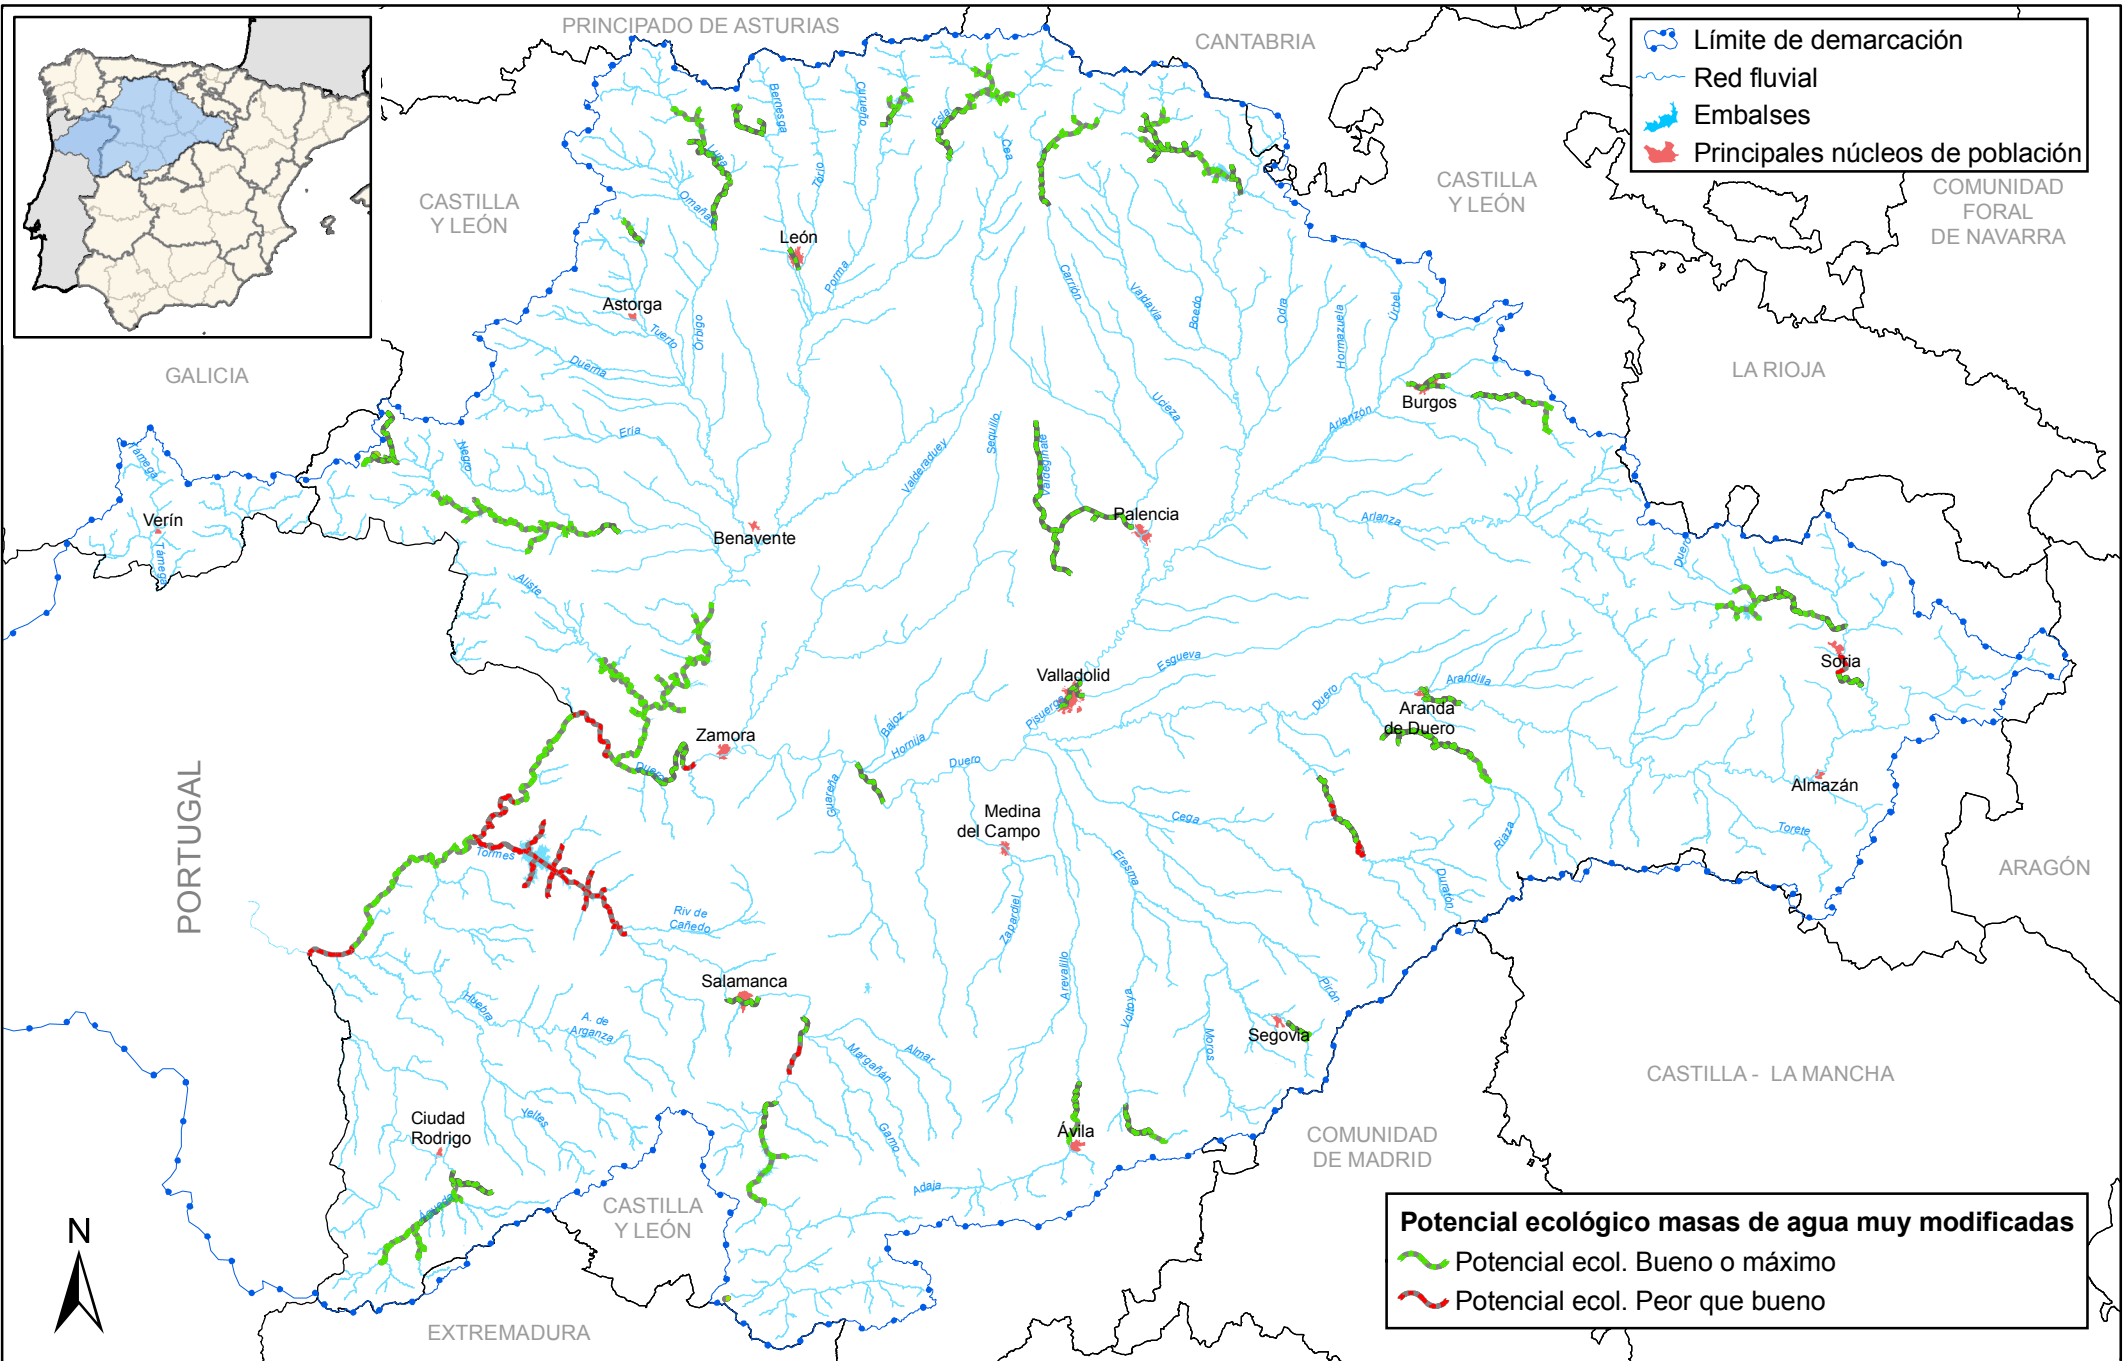 PRINCIPADO DE ASTURIAS
CANTABRIA
Límite de demarcación
Red fluvial
Embalses
Principales núcleos de población
CASTILLA
Y LEÓN
CASTILLA
Y LEÓN
COMUNIDAD
FORAL
DE NAVARRA
GALICIA
LA RIOJA
ARAGÓN
PORTUGAL
CASTILLA - LA MANCHA
COMUNIDAD
DE MADRID
CASTILLA
Y LEÓN
EXTREMADURA
Bernesga
Curueño
Esla
Cea
Luna
Torío
Omañas
León
Porma
Carrión
Valdavia
Boedo
Odra
Hormazuela
Úrbel
Astorga
Tuerto
Órbigo
Duerna
Burgos
Ucieza
Arlanzón
Eria
Negro
Valderaduey
Sequillo
Valdeginate
Támega
Verín
Támega
Palencia
Arlanza
Benavente
Duero
Aliste
Valladolid
Esgueva
Soria
Pisuerga
Duero
Arandilla
Aranda
de Duero
Zamora
Bajoz
Hornija
Duero
Duero
Guareña
Almazán
Medina
del Campo
Cega
Torete
Riaza
Tormes
Eresma
Duratón
Riv de
Cañedo
Zapardiel
Salamanca
Arevalillo
Pirón
Huebra
A. de
Arganza
Voltoya
Moros
Segovia
Margañán
Almar
Ciudad
Rodrigo
Yeltes
Gamo
Ávila
Adaja
Águeda
N
Potencial ecológico masas de agua muy modificadas
Potencial ecol. Bueno o máximo
Potencial ecol. Peor que bueno